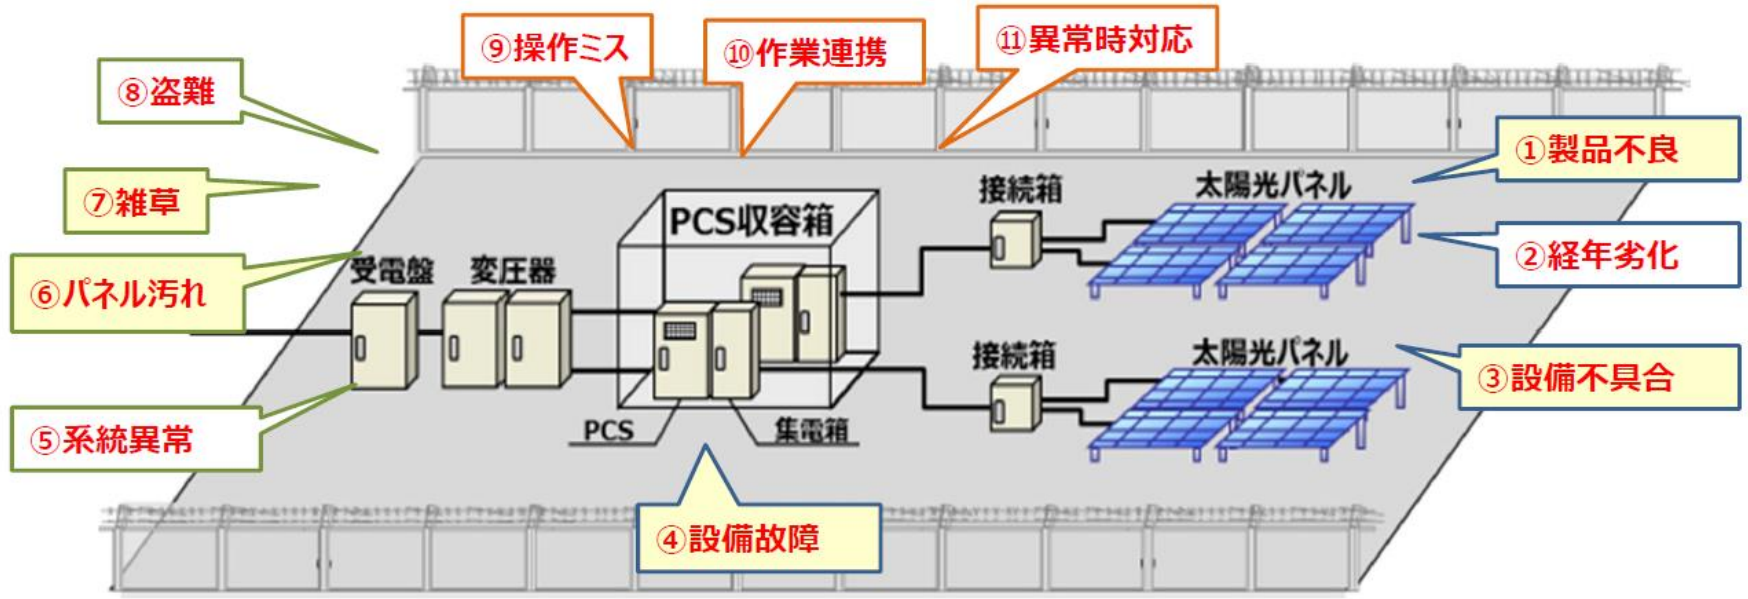 ⑨操作ミス
⑩作業連携
⑪異常時対応
⑧盗難
①製品不良
⑦雑草
接続箱
太陽光パネル
PCS収容箱
②経年劣化
⑥パネル汚れ
受電盤
変圧器
接続箱
太陽光パネル
③設備不具合
⑤系統異常
PCS
集電箱
④設備故障